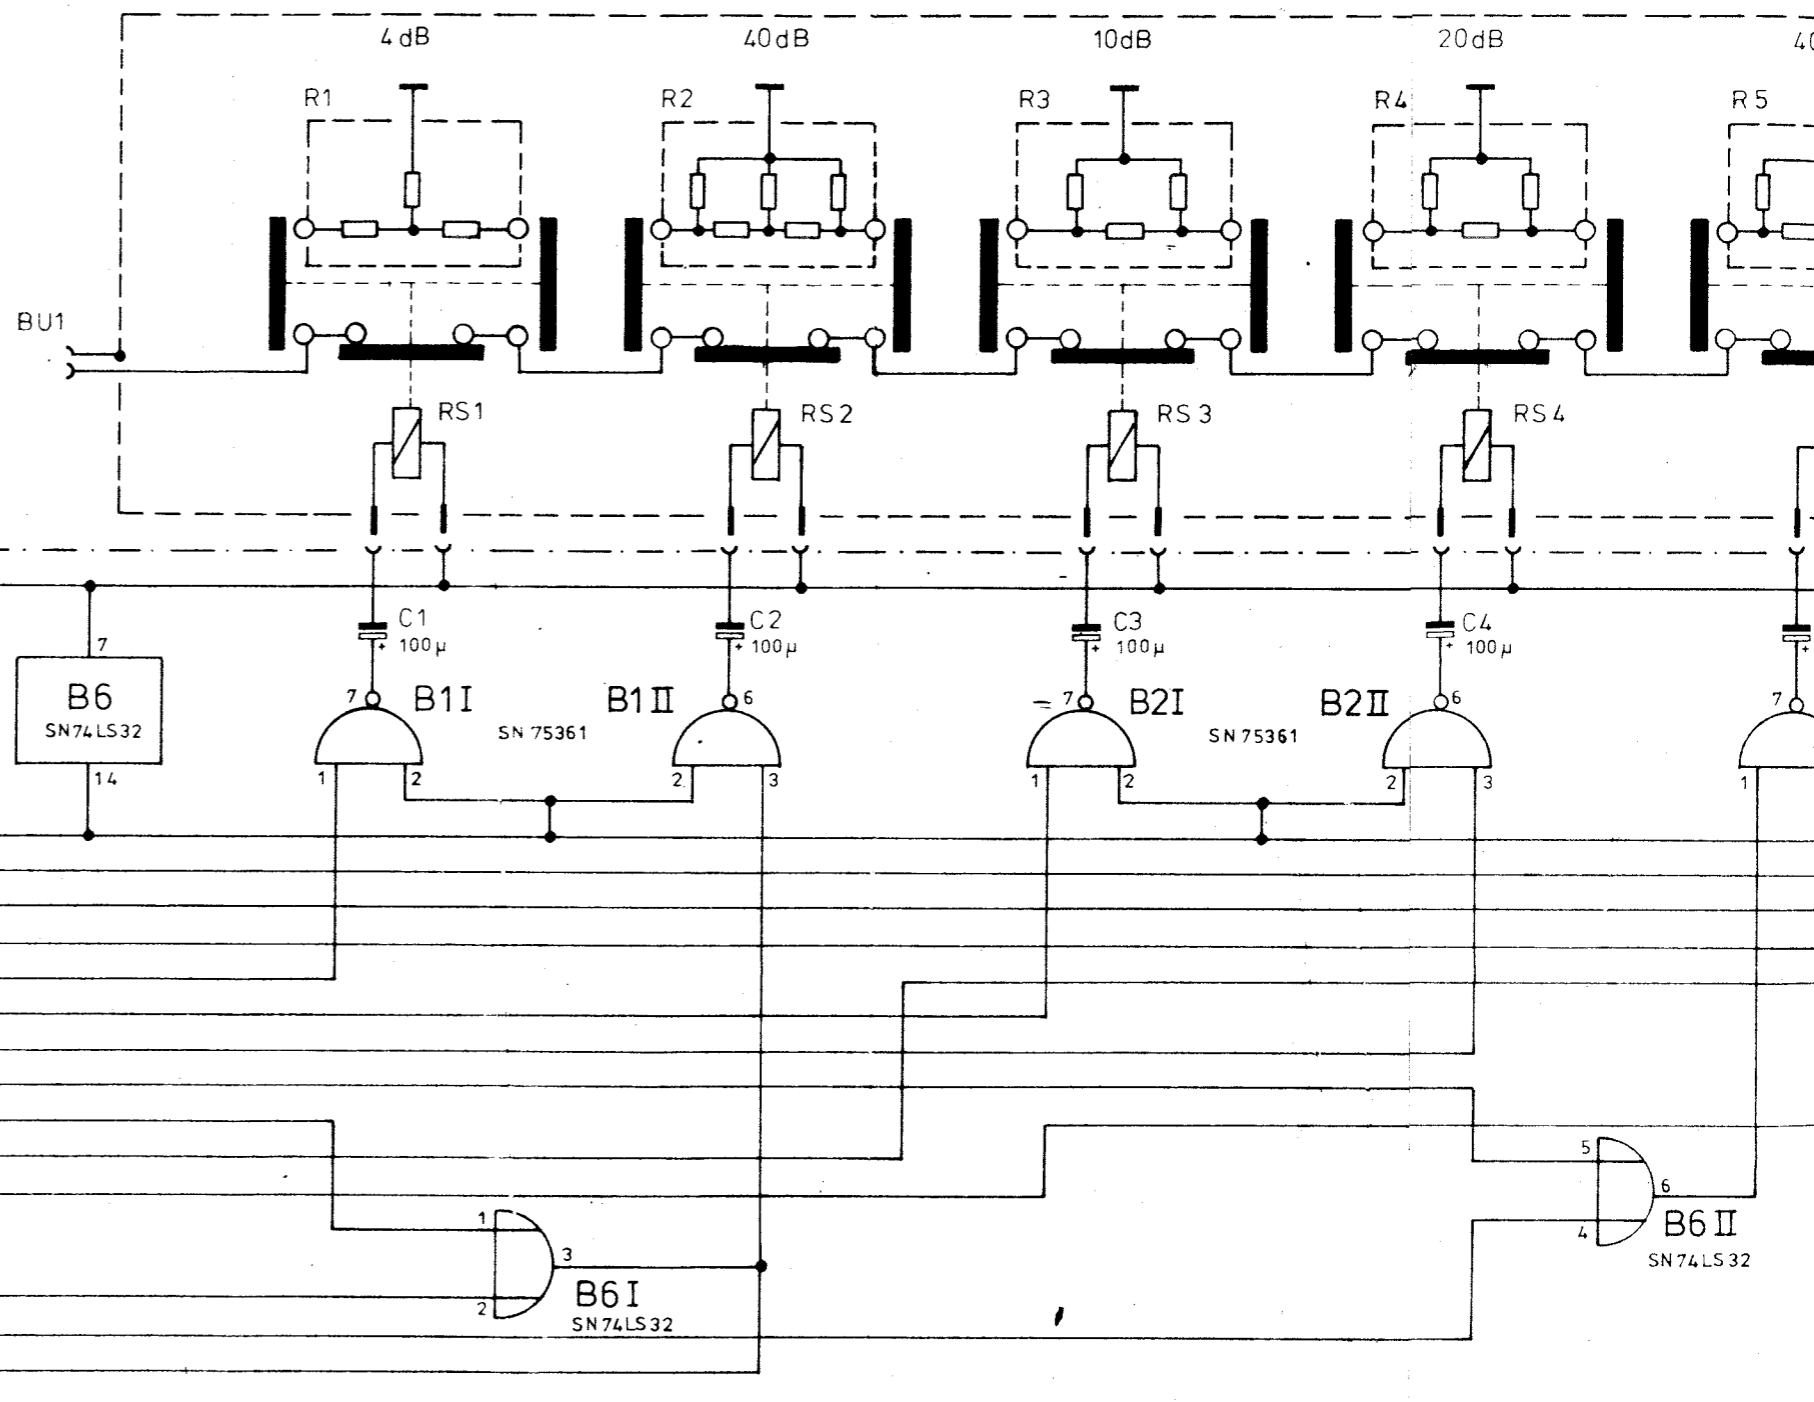 4dB 40dB 10dB 20dB 40
R1 R2 R3 R4 R5
BU1
RS1 RS2 RS3 RS4
C1 C2 C3 C4
100µ 100µ 100µ 100µ
+ + + + +
7
B6
SN74LS32
14
7 B1I B1II 6 7 B2I B2II 6 7
SN 75361 SN 75361
1 2 2 3 1 2 2 3 1
5
6
4 B6II
SN74LS32
1
3
2 B6I
SN74LS32